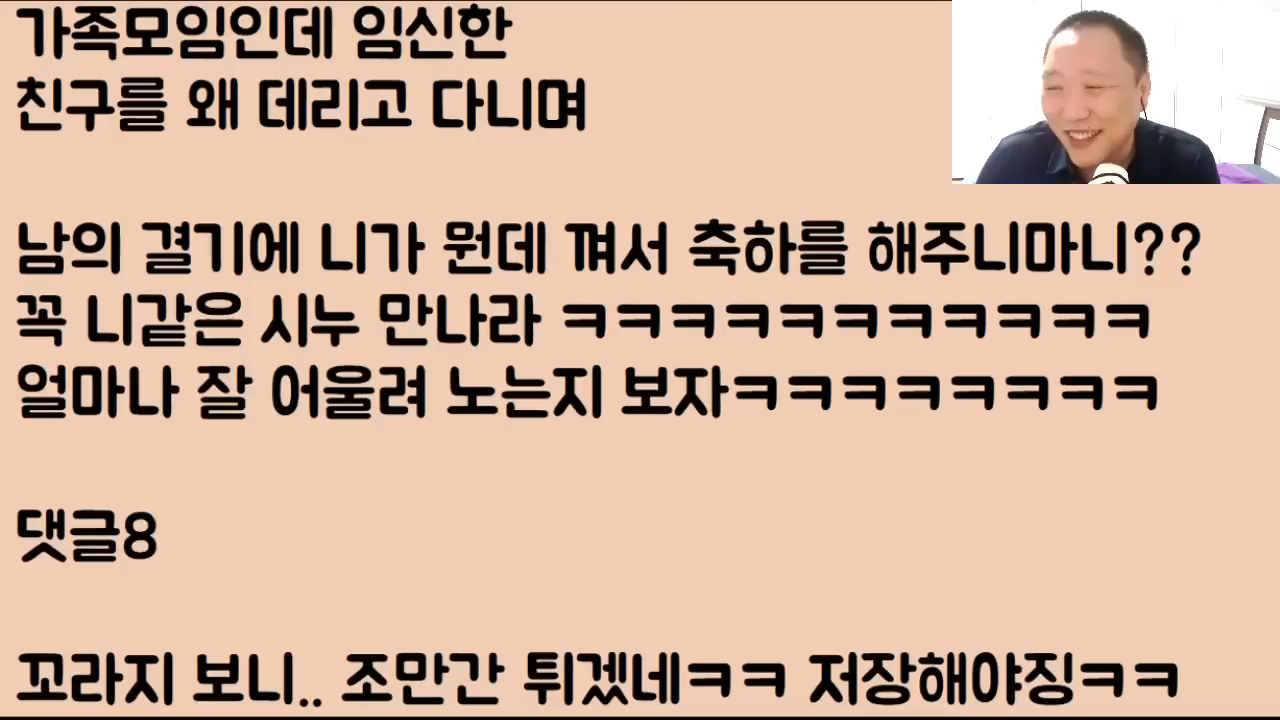 가족모임인데 임신한
친구를 왜 데리고 다니며
남의 결기에 니가 뭔데 껴서 축하를 해주니마니??
꼭 니같은 시누 만나라 ㅋㅋㅋㅋㅋㅋㅋㅋㅋㅋㅋ
얼마나 잘 어울려 노는지 보자ㅋㅋㅋㅋㅋㅋㅋㅋ
댓글8
꼬라지 보니.. 조만간 튀겠네ㅋㅋ 저장해야징ㅋㅋ